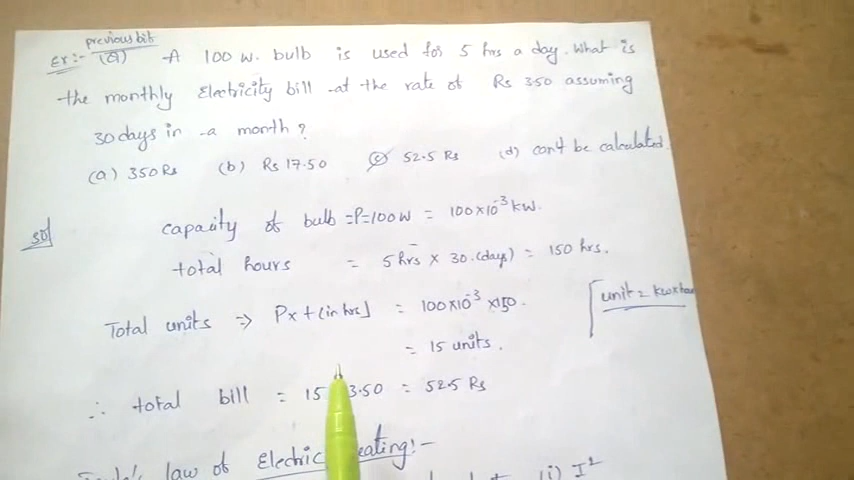 previous bit
Ex:- (Q) A 100 W. bulb is used for 5 hrs a day. What is
the monthly Electricity bill at the rate of Rs 3.50 assuming
30 days in a month?
(a) 350 Rs (b) Rs 17.50 (c) 52.5 Rs (d) can't be calculated.
Sol capacity of bulb = P = 100 W = 100 x 10⁻³ kW.
total hours = 5 hrs x 30 (days) = 150 hrs.
Total units => P x t (in hrs) = 100 x 10⁻³ x 150. unit = kw x
= 15 units.
∴ total bill = 15 3.50 = 52.5 Rs
law of Electric
(i) I²